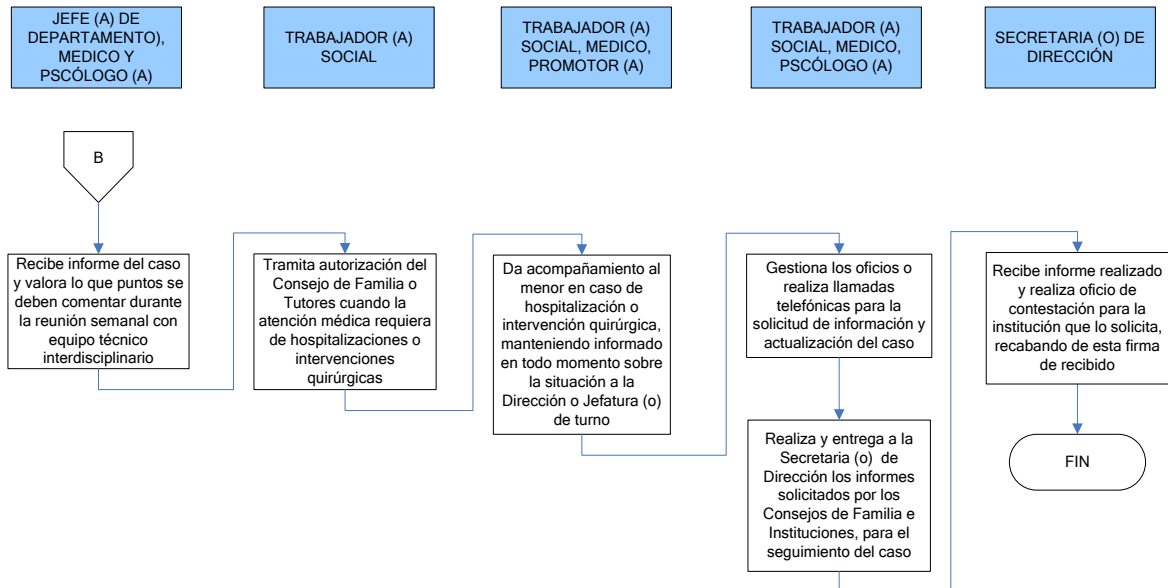 JEFE (A) DE
DEPARTAMENTO),
MEDICO Y
PSCÓLOGO (A)
TRABAJADOR (A)
SOCIAL
TRABAJADOR (A)
SOCIAL, MEDICO,
PROMOTOR (A)
TRABAJADOR (A)
SOCIAL, MEDICO,
PSCÓLOGO (A)
SECRETARIA (O) DE
DIRECCIÓN
B
Recibe informe del caso
y valora lo que puntos se
deben comentar durante
la reunión semanal con
equipo técnico
interdisciplinario
Tramita autorización del
Consejo de Familia o
Tutores cuando la
atención médica requiera
de hospitalizaciones o
intervenciones
quirúrgicas
Da acompañamiento al
menor en caso de
hospitalización o
intervención quirúrgica,
manteniendo informado
en todo momento sobre
la situación a la
Dirección o Jefatura (o)
de turno
Gestiona los oficios o
realiza llamadas
telefónicas para la
solicitud de información y
actualización del caso
Realiza y entrega a la
Secretaria (o) de
Dirección los informes
solicitados por los
Consejos de Familia e
Instituciones, para el
seguimiento del caso
Recibe informe realizado
y realiza oficio de
contestación para la
institución que lo solicita,
recabando de esta firma
de recibido
FIN